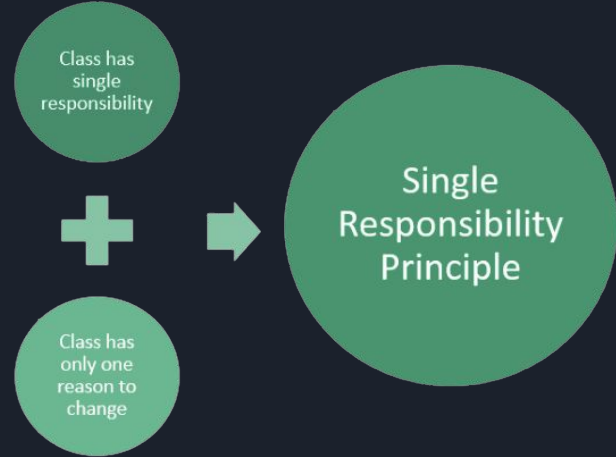 Class has
single
responsibility
Single
Responsibility
Principle
Class has
only one
reason to
change